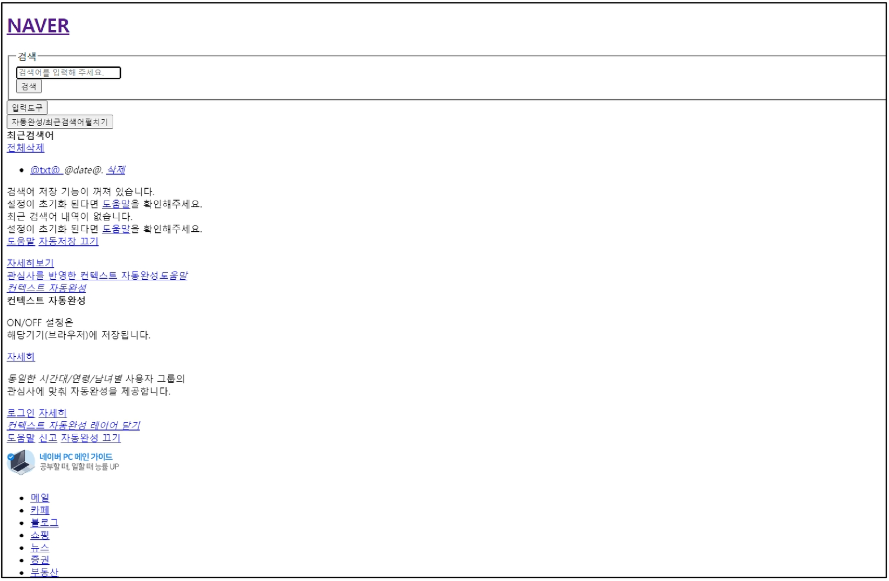 NAVER
검색
검색어를 입력해 주세요.
검색
입력도구
자동완성/최근검색어펼치기
최근검색어
전체삭제
@txt@ @date@. 삭제
검색어 저장 기능이 꺼져 있습니다.
설정이 초기화 된다면 도움말을 확인해주세요.
최근 검색어 내역이 없습니다.
설정이 초기화 된다면 도움말을 확인해주세요.
도움말 자동저장 끄기
자세히보기
관심사를 반영한 컨텍스트 자동완성도움말
컨텍스트 자동완성
컨텍스트 자동완성
ON/OFF 설정은
해당기기(브라우저)에 저장됩니다.
자세히
동일한 시간대/연령/남녀별 사용자 그룹의
관심사에 맞춰 자동완성을 제공합니다.
로그인 자세히
컨텍스트 자동완성 레이어 닫기
도움말 신고 자동완성 끄기
네이버 PC 메인 가이드
공부할 때, 일할 때 능률 UP
메일
카페
블로그
쇼핑
뉴스
증권
부동산